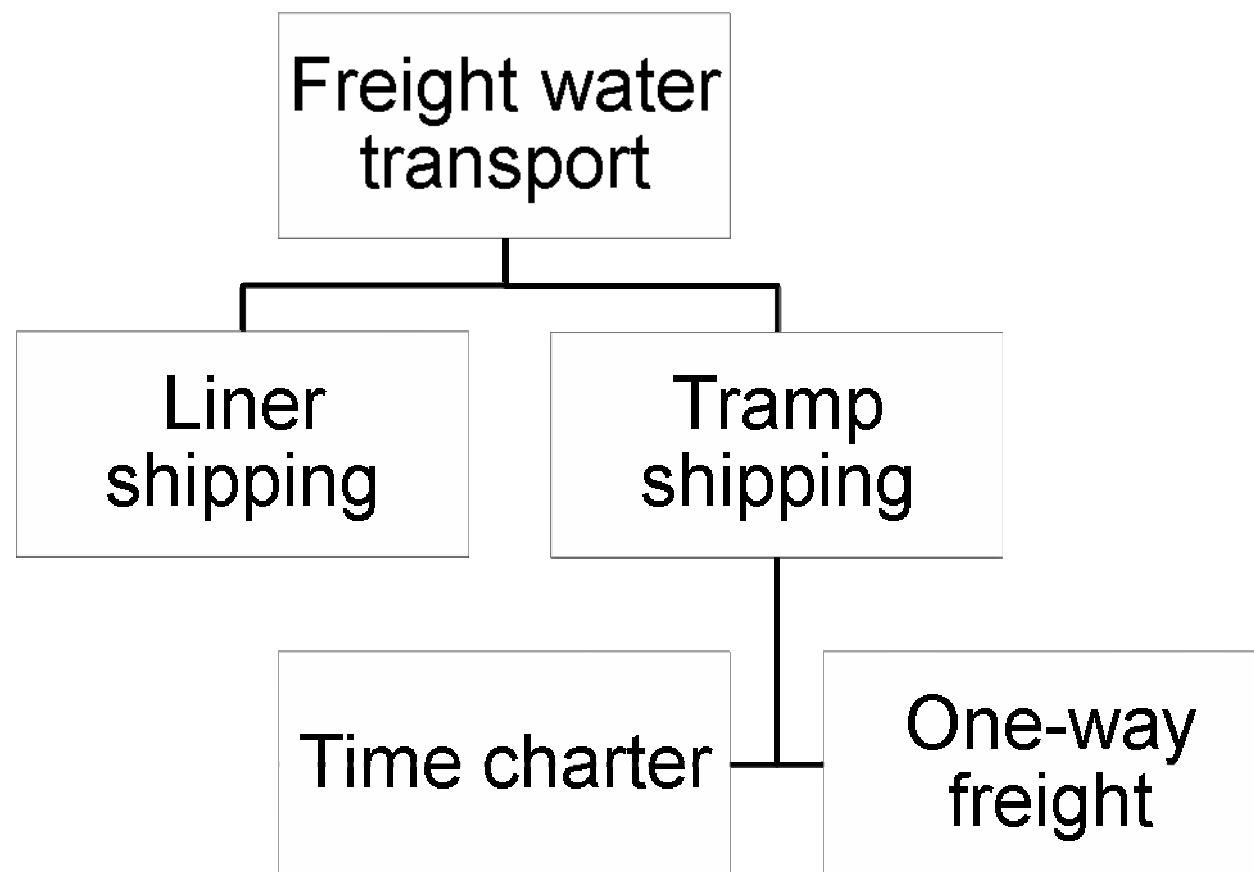 Freight water
transport
Liner
shipping
Tramp
shipping
Time charter
One-way
freight